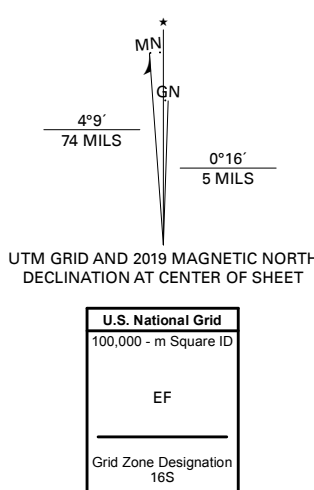 ★
MN
GN
4°9´
74 MILS
0°16´
5 MILS
UTM GRID AND 2019 MAGNETIC NORTH
DECLINATION AT CENTER OF SHEET
U.S. National Grid
100,000 - m Square ID
EF
Grid Zone Designation
16S